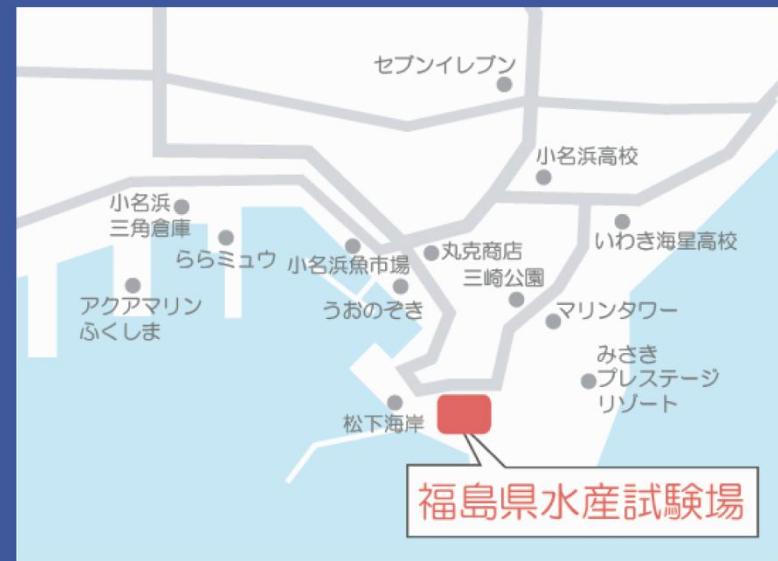 セブンイレブン
小名浜高校
小名浜
三角倉庫
ららミュウ
小名浜魚市場
丸克商店
いわき海星高校
三崎公園
アクアマリン
ふくしま
うおのぞき
マリンタワー
みさき
プレステージ
リゾート
松下海岸
福島県水産試験場